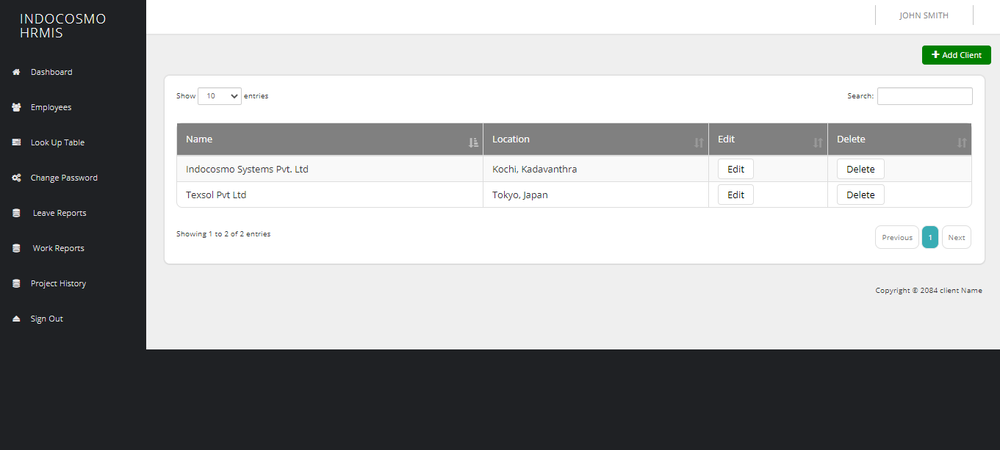 INDOCOSMO
HRMIS
JOHN SMITH
Dashboard
Employees
Look Up Table
Change Password
Leave Reports
Work Reports
Project History
Sign Out
Add Client
Show 10 entries
Search:
Name Location Edit Delete
Indocosmo Systems Pvt. Ltd Kochi, Kadavanthra Edit Delete
Texsol Pvt Ltd Tokyo, Japan Edit Delete
Showing 1 to 2 of 2 entries
Previous 1 Next
Copyright © 2084 client Name